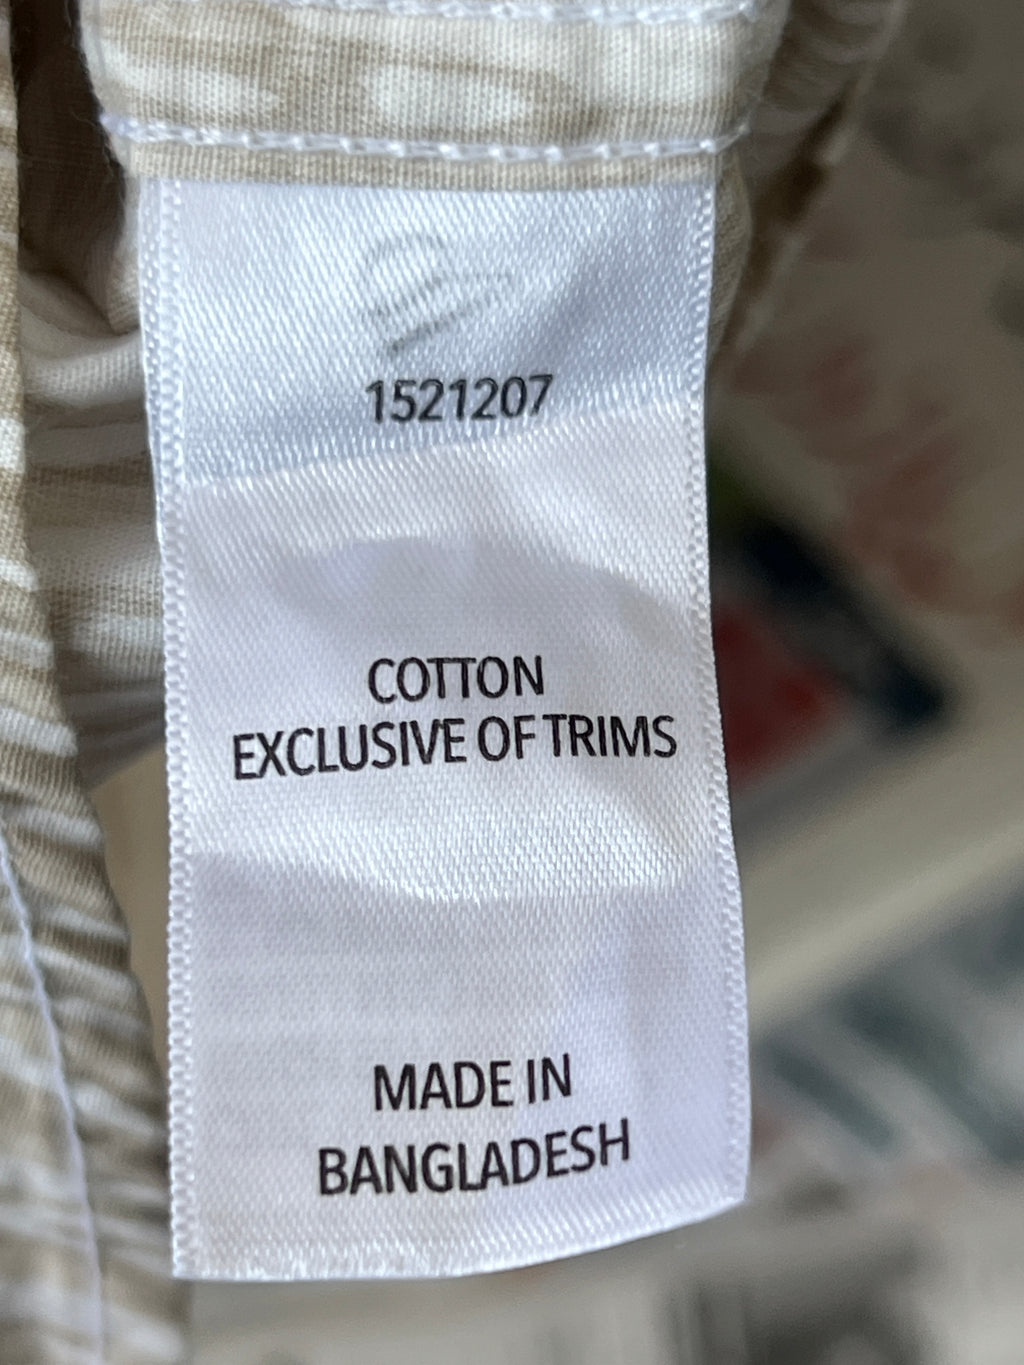 1521207
COTTON
EXCLUSIVE OF TRIMS
MADE IN
BANGLADESH